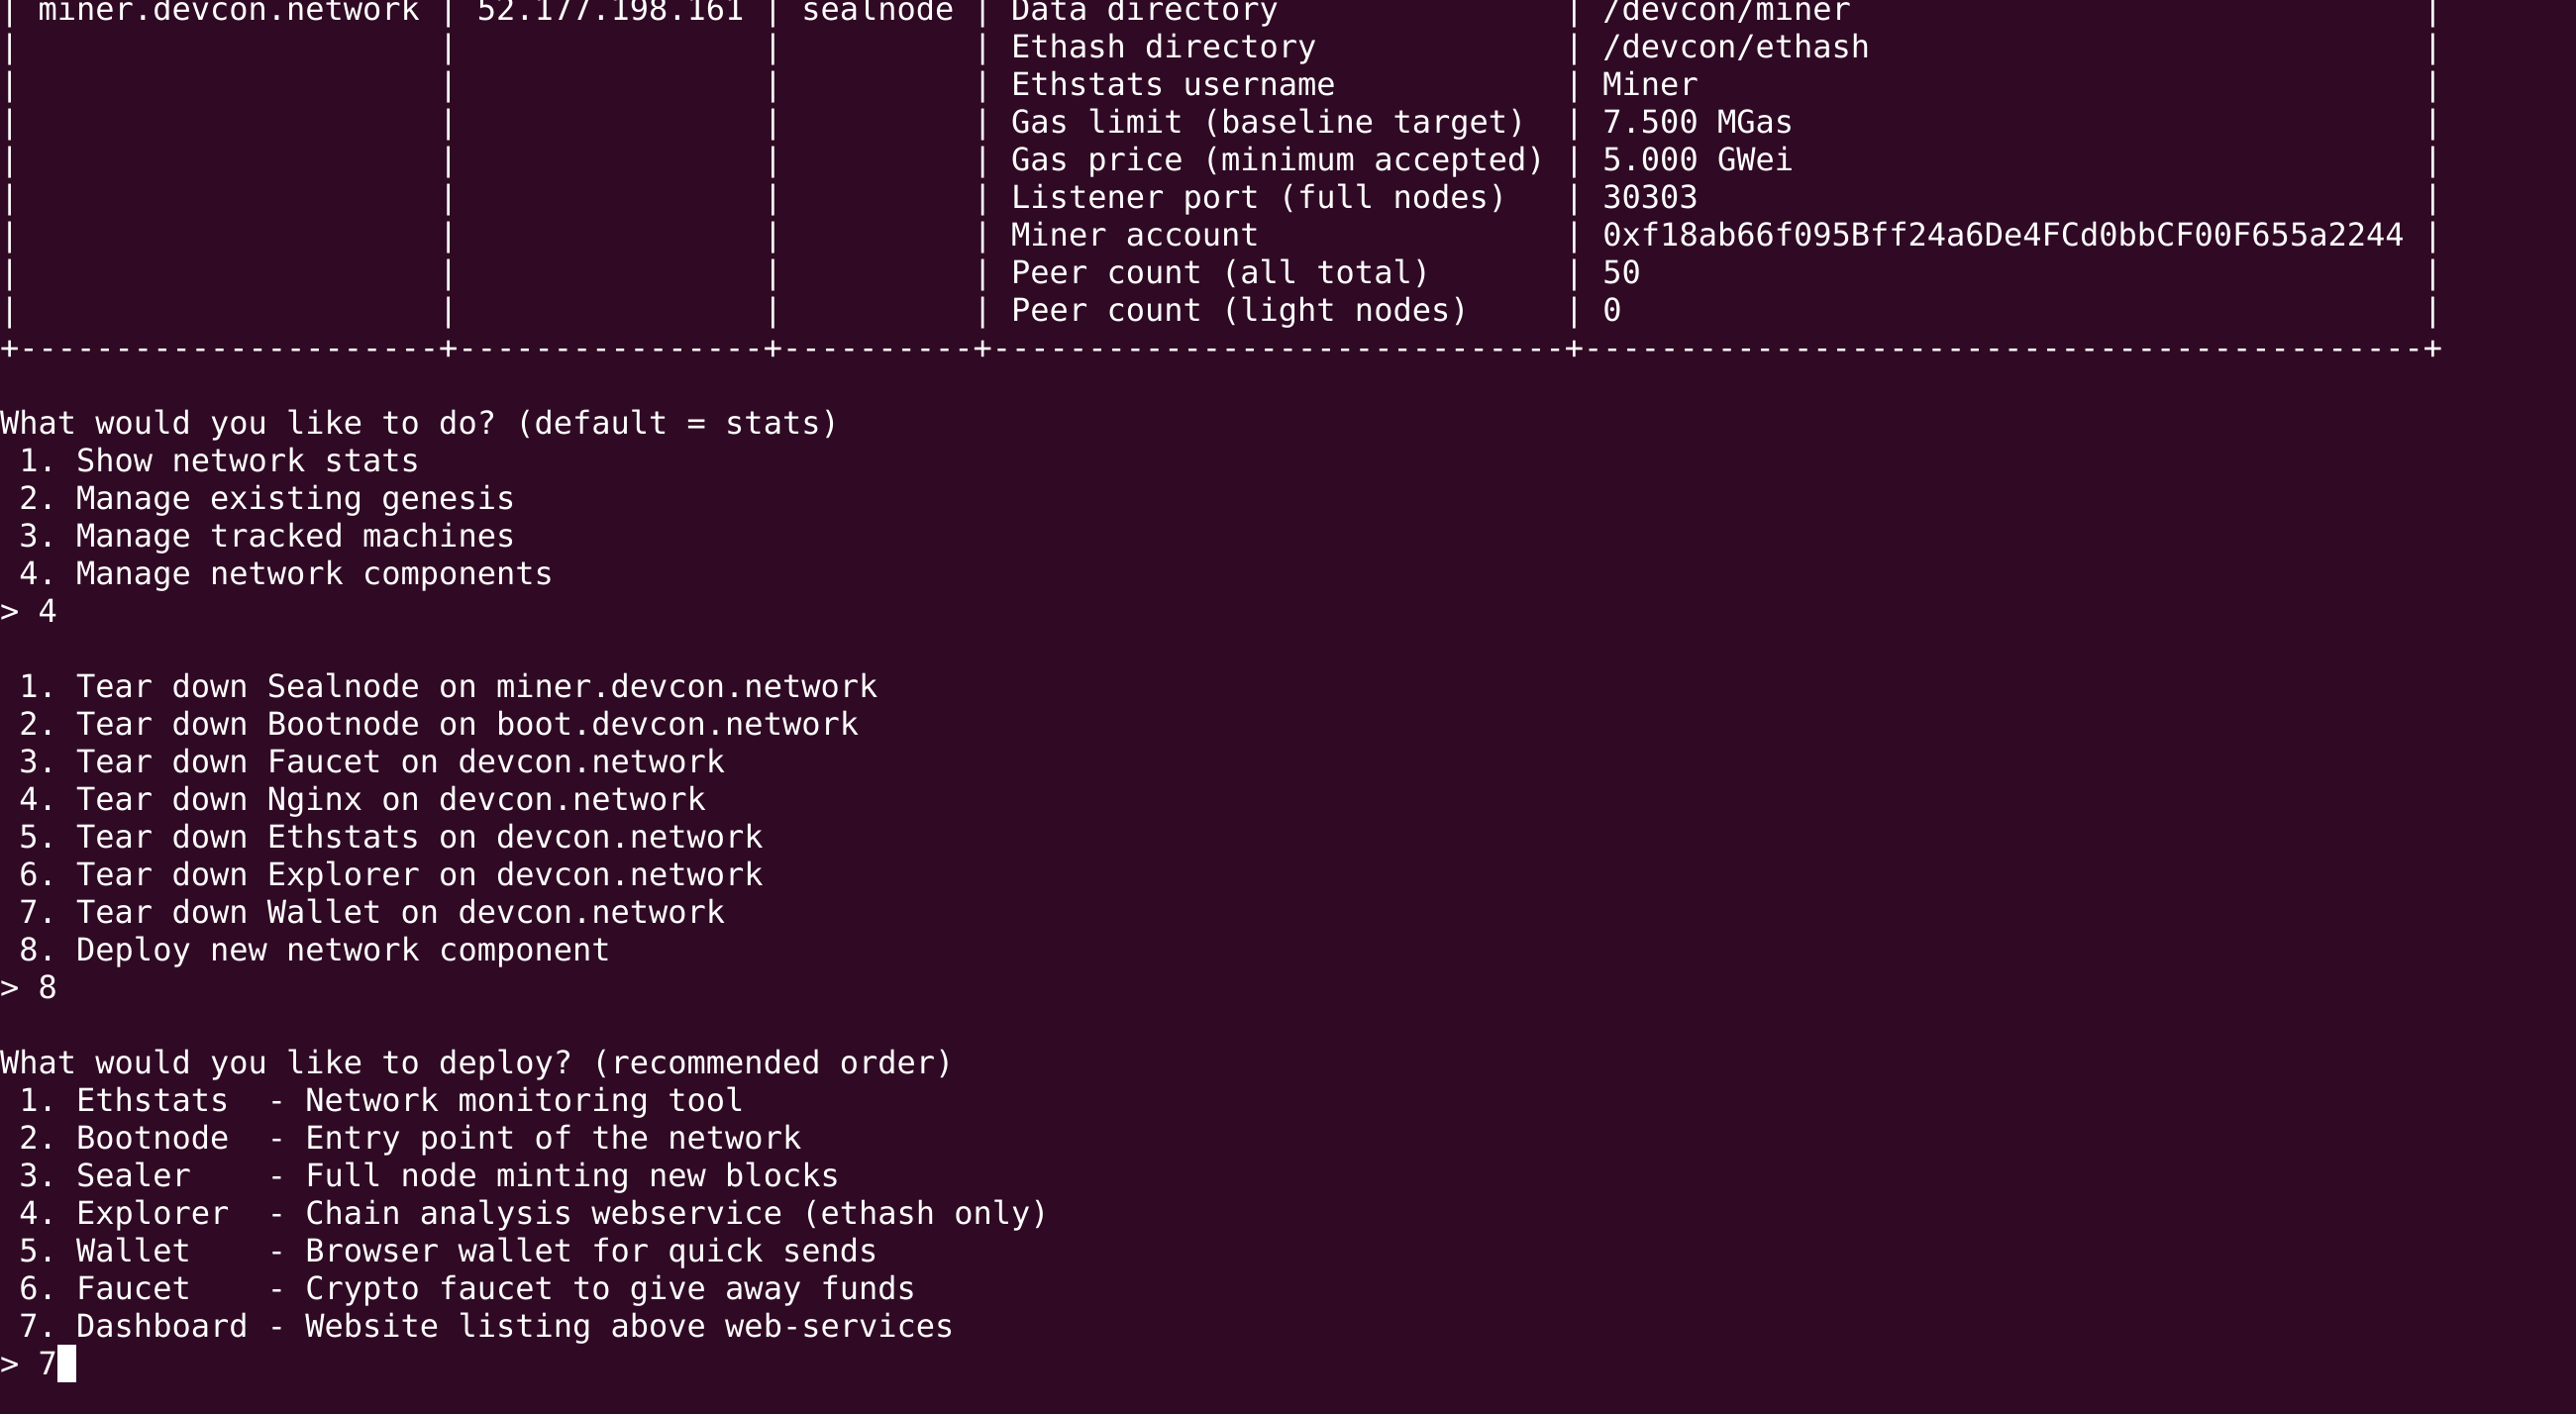 | miner.devcon.network | 52.177.198.161 | sealnode | Data directory               | /devcon/miner                              |
|                      |                |          | Ethash directory             | /devcon/ethash                             |
|                      |                |          | Ethstats username            | Miner                                      |
|                      |                |          | Gas limit (baseline target)  | 7.500 MGas                                 |
|                      |                |          | Gas price (minimum accepted) | 5.000 GWei                                 |
|                      |                |          | Listener port (full nodes)   | 30303                                      |
|                      |                |          | Miner account                | 0xf18ab66f095Bff24a6De4FCd0bbCF00F655a2244 |
|                      |                |          | Peer count (all total)       | 50                                         |
|                      |                |          | Peer count (light nodes)     | 0                                          |
+----------------------+----------------+----------+------------------------------+--------------------------------------------+

What would you like to do? (default = stats)
 1. Show network stats
 2. Manage existing genesis
 3. Manage tracked machines
 4. Manage network components
> 4

 1. Tear down Sealnode on miner.devcon.network
 2. Tear down Bootnode on boot.devcon.network
 3. Tear down Faucet on devcon.network
 4. Tear down Nginx on devcon.network
 5. Tear down Ethstats on devcon.network
 6. Tear down Explorer on devcon.network
 7. Tear down Wallet on devcon.network
 8. Deploy new network component
> 8

What would you like to deploy? (recommended order)
 1. Ethstats  - Network monitoring tool
 2. Bootnode  - Entry point of the network
 3. Sealer    - Full node minting new blocks
 4. Explorer  - Chain analysis webservice (ethash only)
 5. Wallet    - Browser wallet for quick sends
 6. Faucet    - Crypto faucet to give away funds
 7. Dashboard - Website listing above web-services
> 7